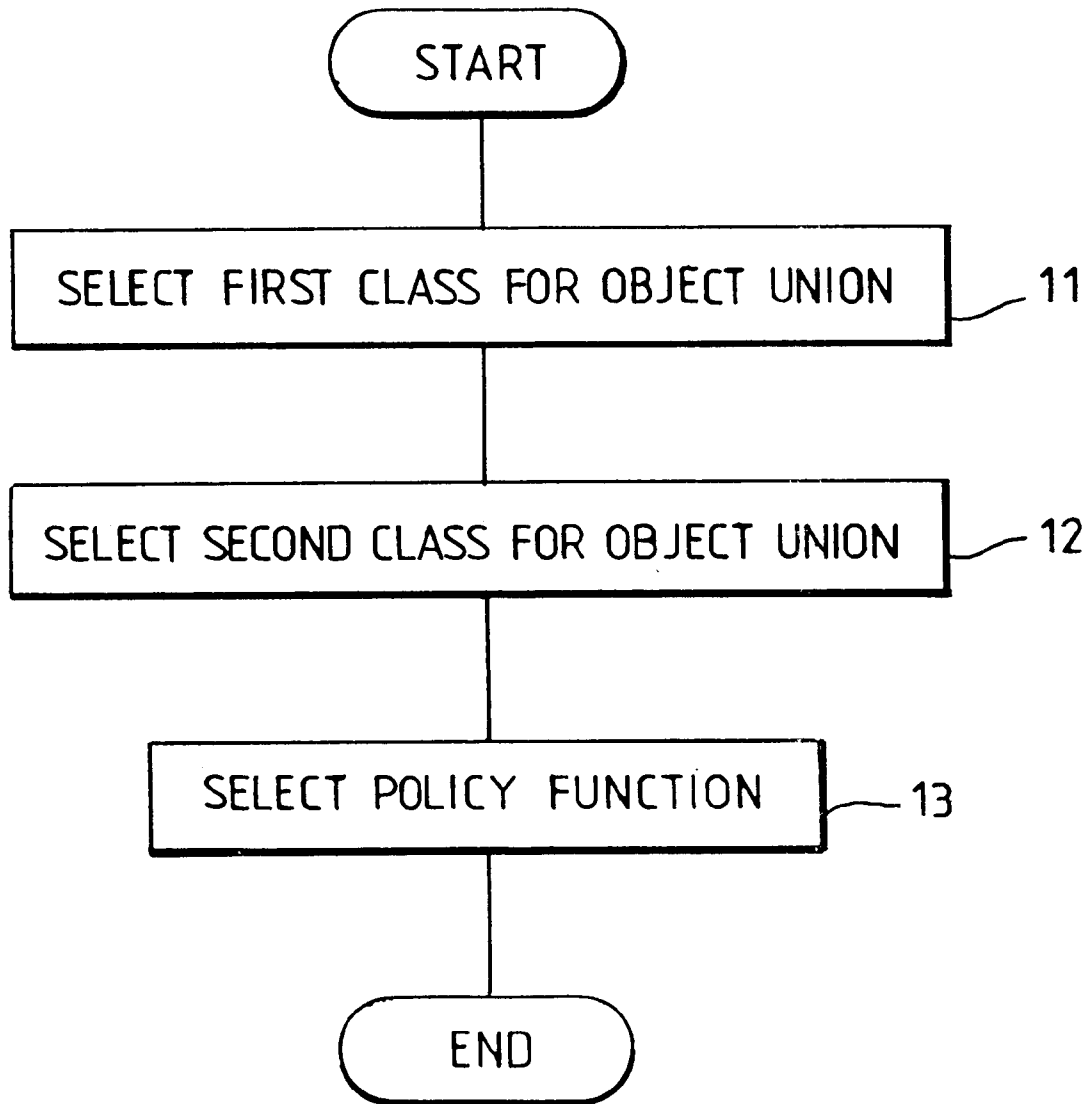 START
SELECT FIRST CLASS FOR OBJECT UNION
11
SELECT SECOND CLASS FOR OBJECT UNION
12
SELECT POLICY FUNCTION
13
END